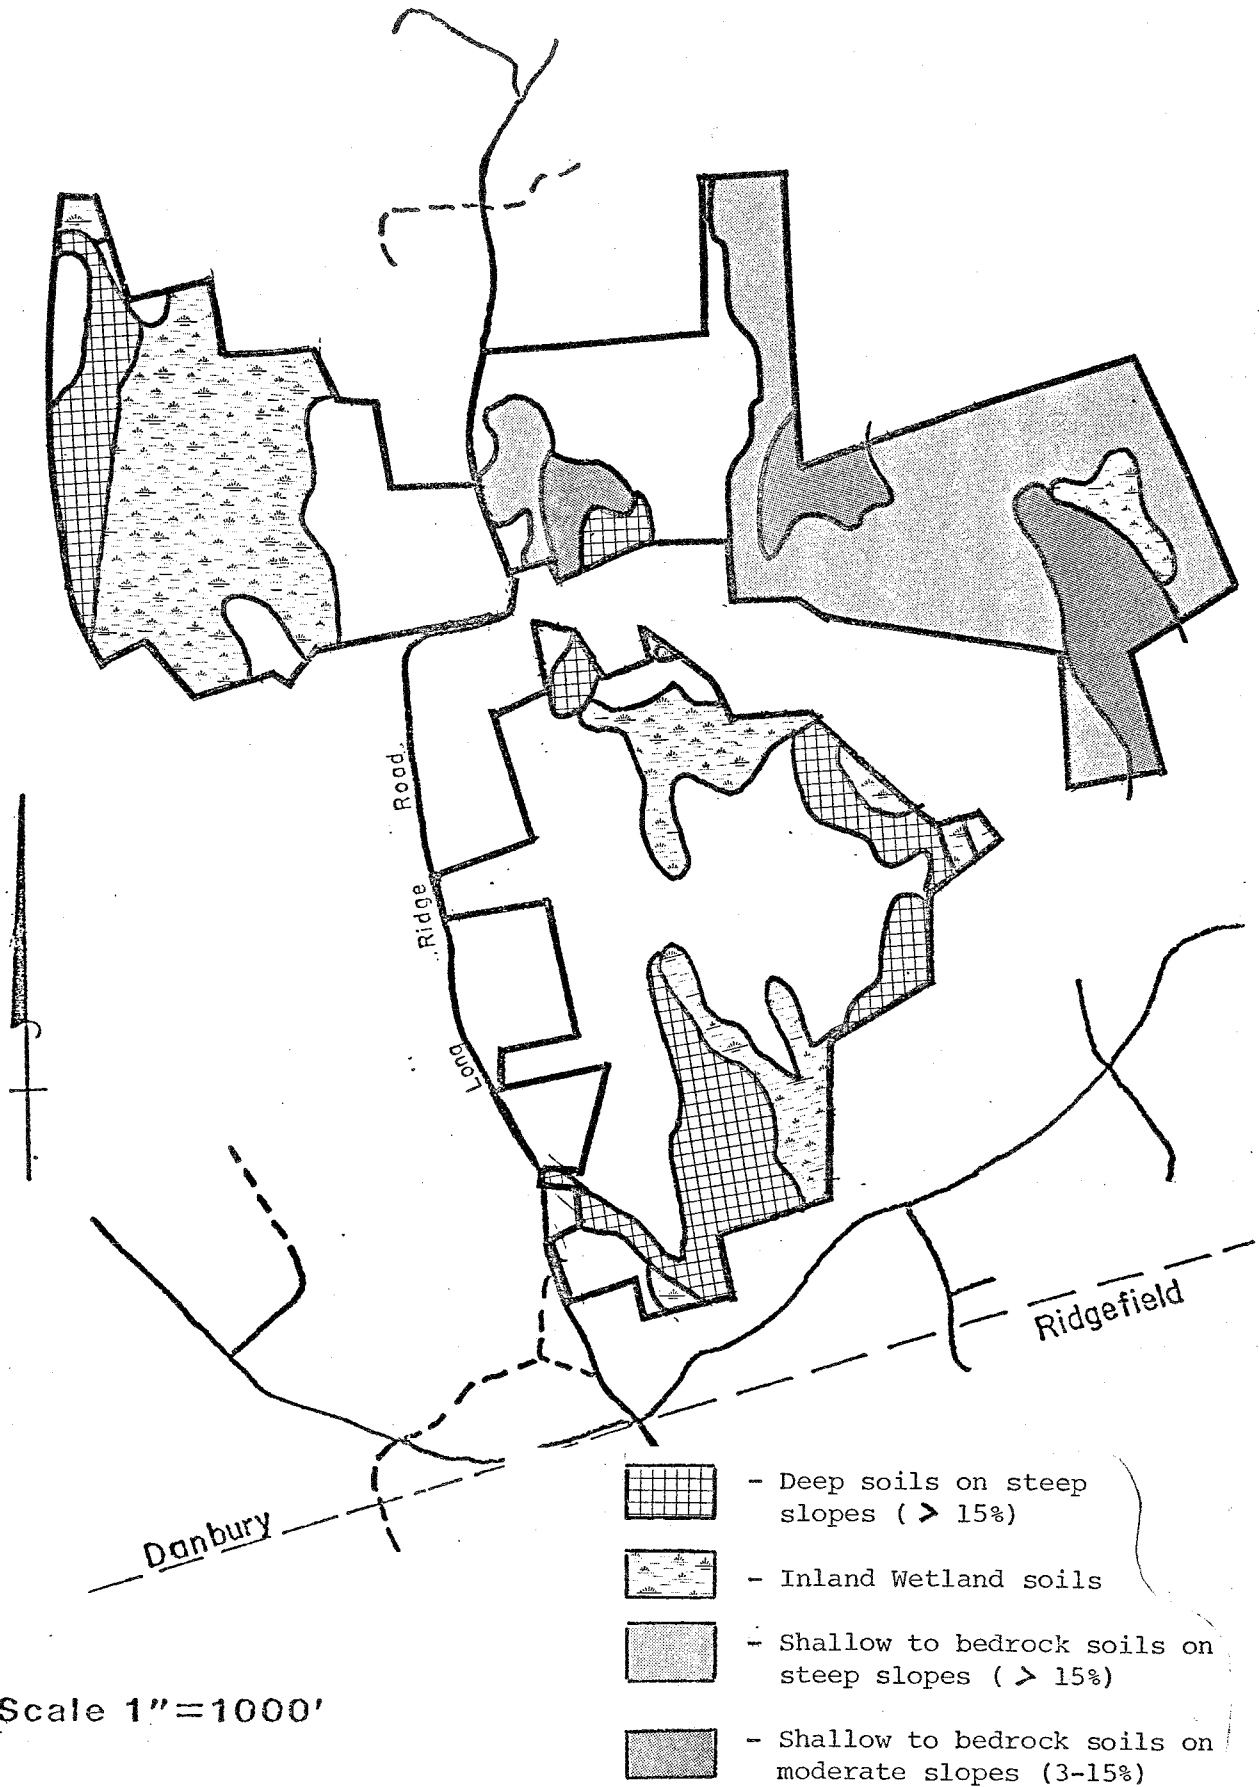 Road
Ridge
Long
Ridgefield
Danbury
- Deep soils on steep
slopes ( > 15%)
- Inland Wetland soils
- Shallow to bedrock soils on
steep slopes ( > 15%)
- Shallow to bedrock soils on
moderate slopes (3-15%)
Scale 1"=1000'